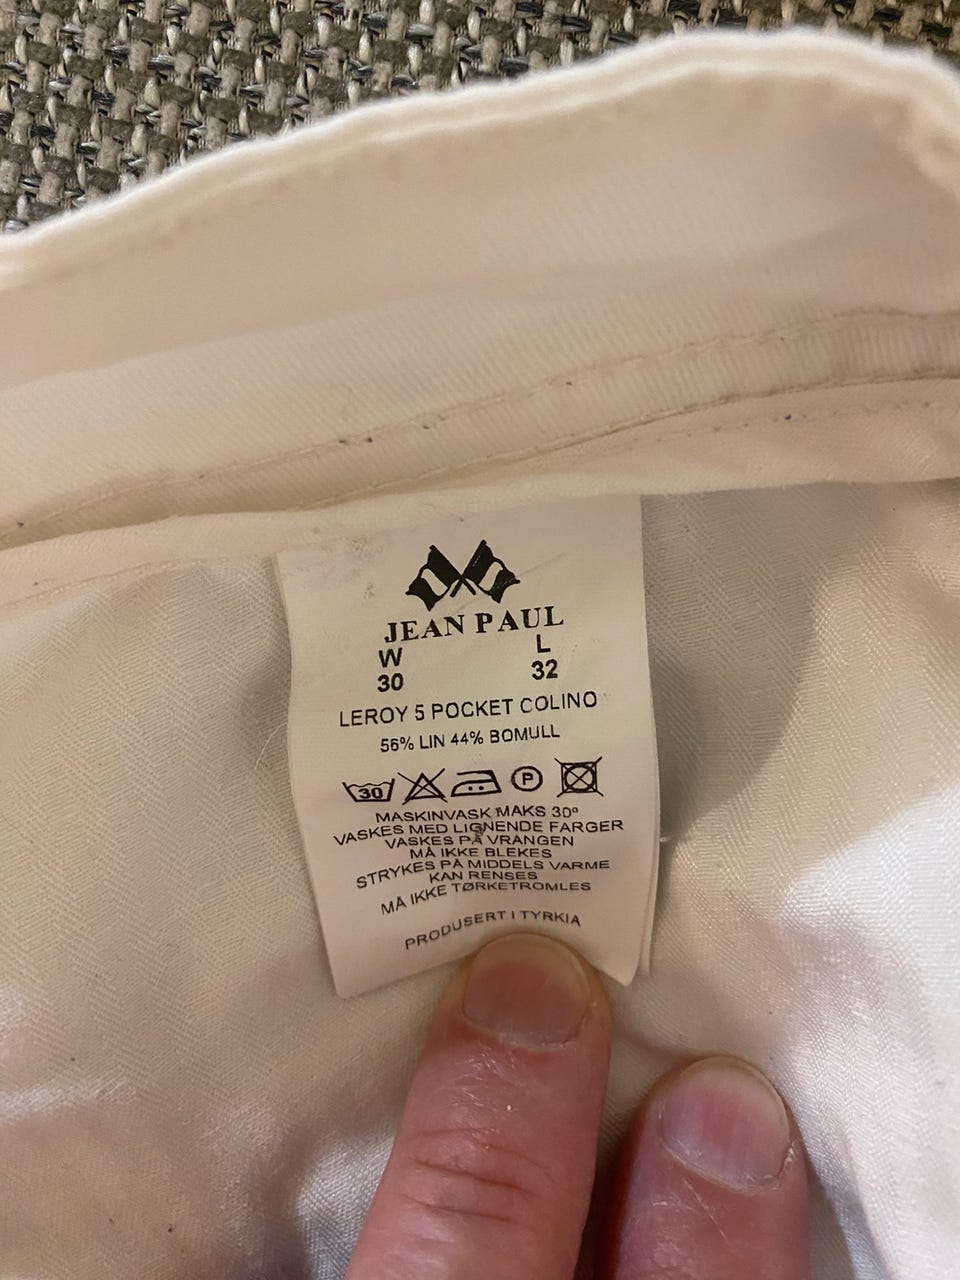 JEAN PAUL
W L
30 32
LEROY 5 POCKET COLINO
56% LIN 44% BOMULL
30 P
MASKINVASK MAKS 30°
VASKES MED LIGNENDE FARGER
VASKES PÅ VRANGEN
MÅ IKKE BLEKES
STRYKES PÅ MIDDELS VARME
KAN RENSES
MÅ IKKE TØRKETROMLES
PRODUSERT I TYRKIA